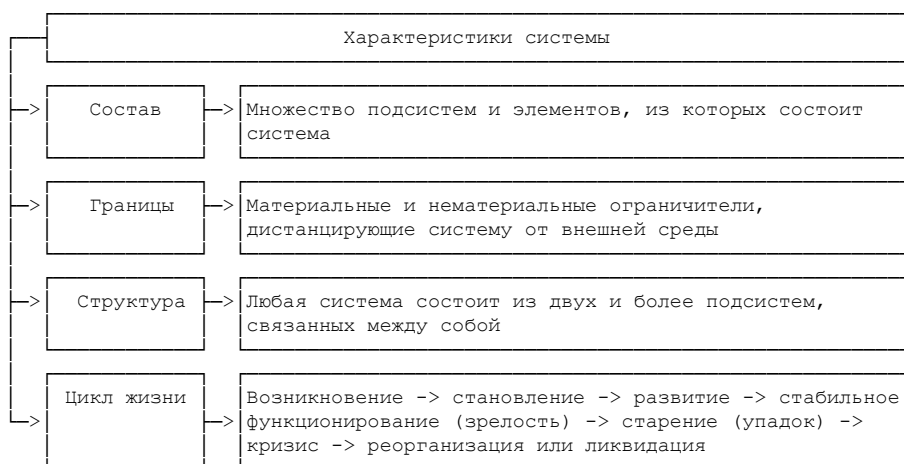 Характеристики системы
Состав
Множество подсистем и элементов, из которых состоит
система
Границы
Материальные и нематериальные ограничители,
дистанцирующие систему от внешней среды
Структура
Любая система состоит из двух и более подсистем,
связанных между собой
Цикл жизни
Возникновение -> становление -> развитие -> стабильное
функционирование (зрелость) -> старение (упадок) ->
кризис -> реорганизация или ликвидация